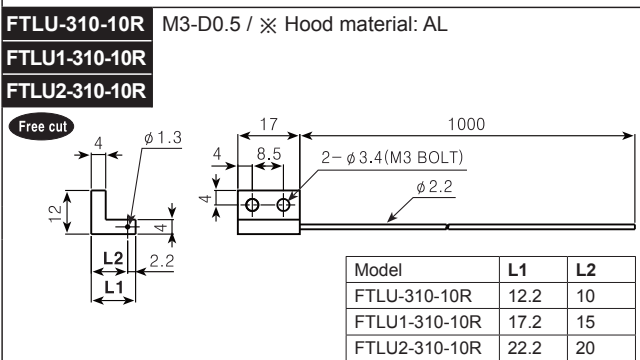 FTLU-310-10R M3-D0.5 / ※ Hood material: AL
FTLU1-310-10R
FTLU2-310-10R
Free cut
4
ϕ1.3
12
4
L2
2.2
L1
17
1000
4
8.5
2-ϕ3.4(M3 BOLT)
4
ϕ2.2
Model L1 L2
FTLU-310-10R 12.2 10
FTLU1-310-10R 17.2 15
FTLU2-310-10R 22.2 20